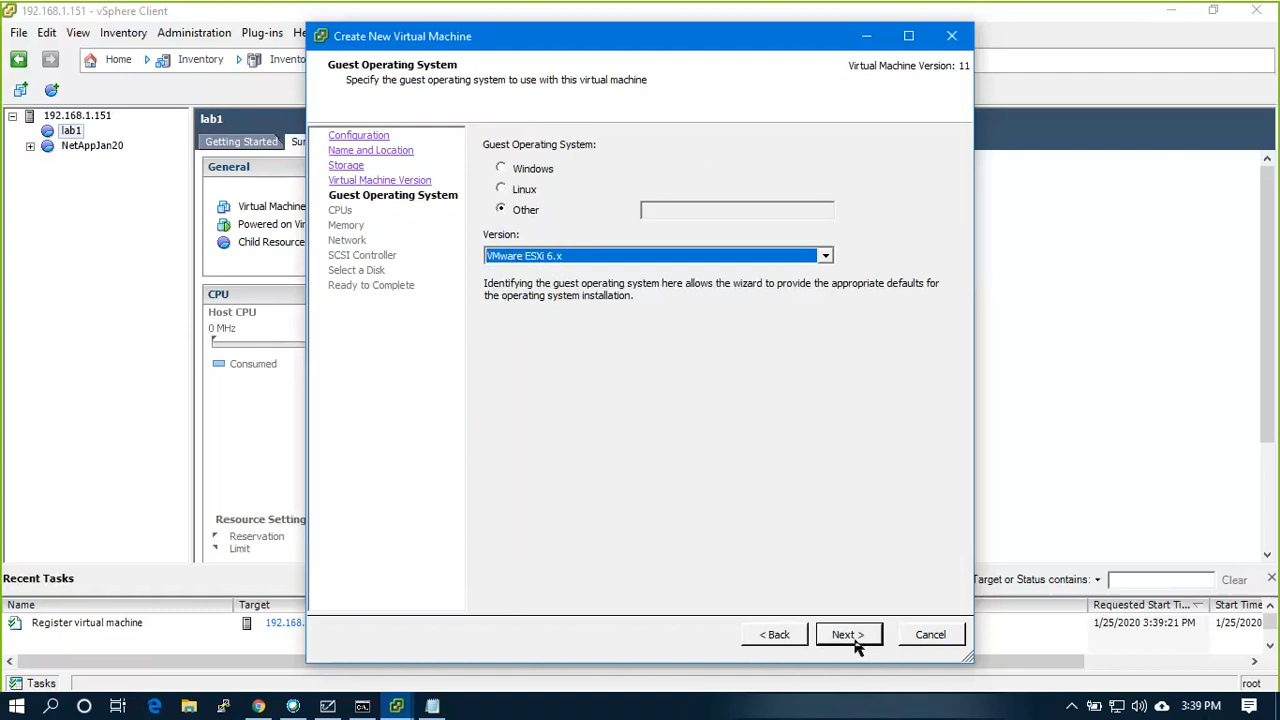 192.168.1.151 - vSphere Client
File Edit View Inventory Administration Plug-ins He
Home Inventory Invento
192.168.1.151
lab1
NetAppJan20
lab1
Getting Started Sur
General
Virtual Machine
Powered on Vir
Child Resource
CPU
Host CPU
0 MHz
Consumed
Resource Setting
Reservation
Limit
Create New Virtual Machine
Guest Operating System
Specify the guest operating system to use with this virtual machine
Virtual Machine Version: 11
Configuration
Name and Location
Storage
Virtual Machine Version
Guest Operating System
CPUs
Memory
Network
SCSI Controller
Select a Disk
Ready to Complete
Guest Operating System:
Windows
Linux
Other
Version:
VMware ESXi 6.x
Identifying the guest operating system here allows the wizard to provide the appropriate defaults for
the operating system installation.
< Back Next > Cancel
Recent Tasks
Target or Status contains: Clear
Name Target Requested Start Ti... Start Time
Register virtual machine 192.168. 1/25/2020 3:39:21 PM 1/25/2020
Tasks root
3:39 PM